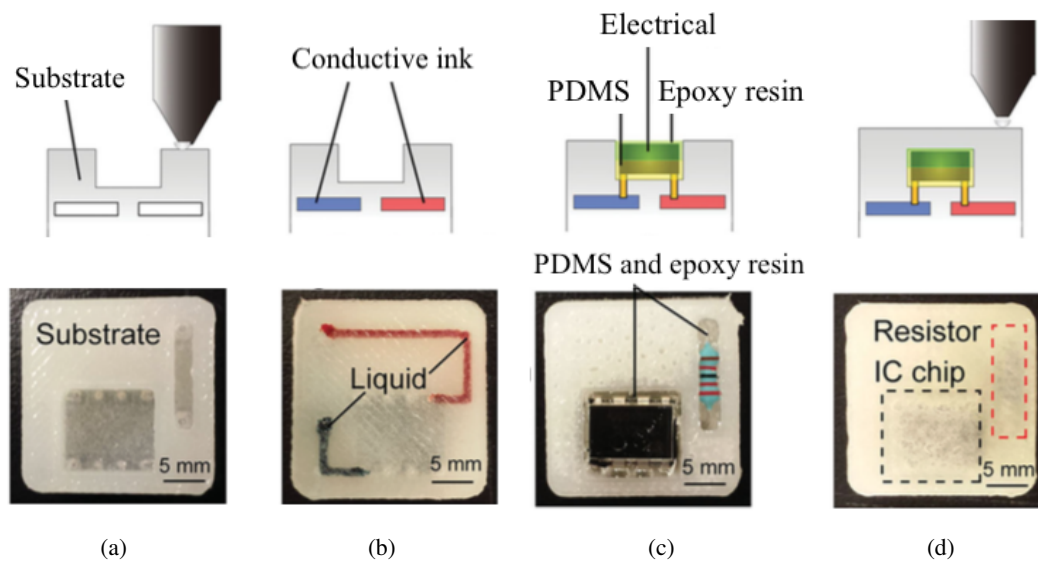 Substrate
Conductive ink
Electrical
PDMS
Epoxy resin
PDMS and epoxy resin
Substrate
5 mm
Liquid
5 mm
5 mm
Resistor
IC chip
5 mm
(a)
(b)
(c)
(d)